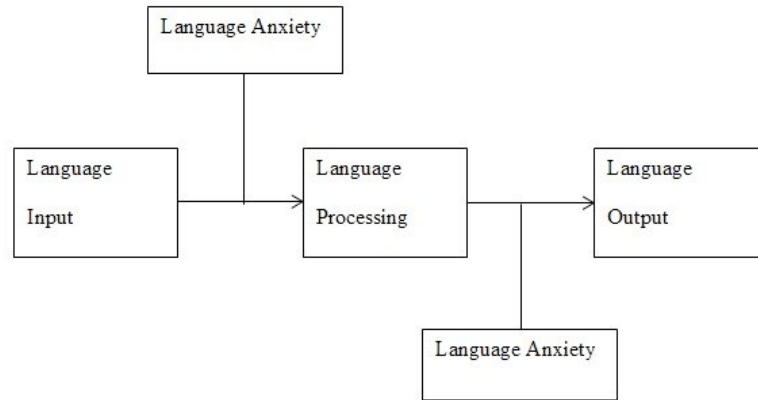 Language Anxiety
Language
Input
Language
Processing
Language
Output
Language Anxiety